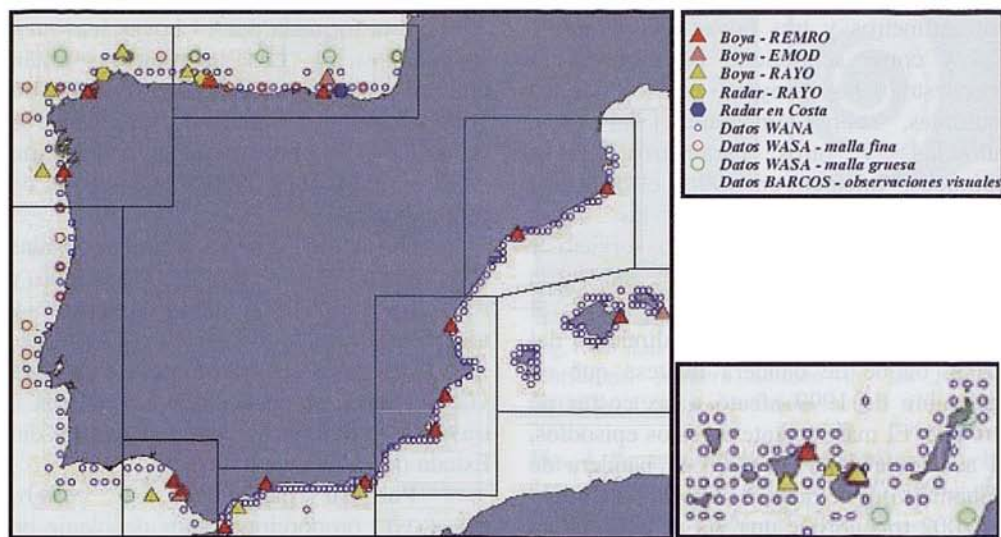 Boya - REMRO
Boya - EMOD
Boya - RAYO
Radar - RAYO
Radar en Costa
Datos WANA
Datos WASA - malla fina
Datos WASA - malla gruesa
Datos BARCOS - observaciones visuales